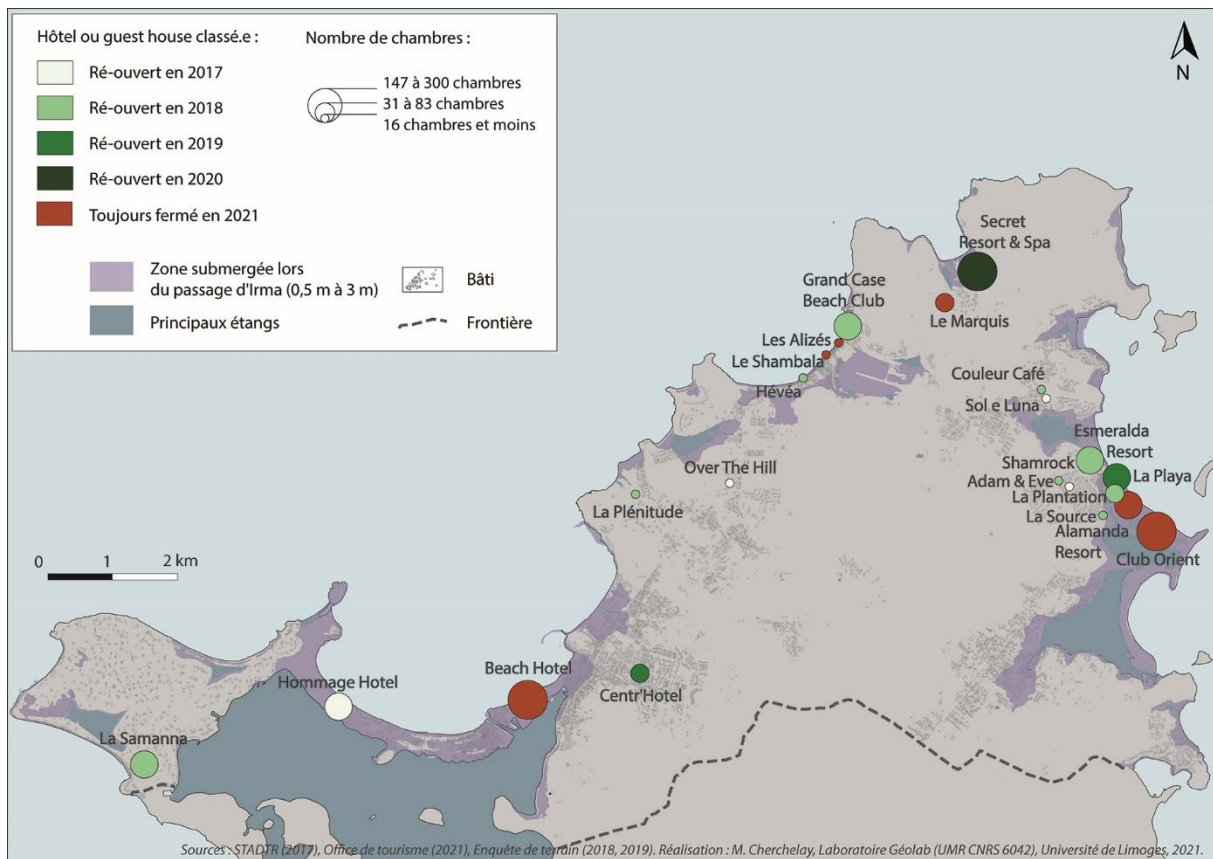 Hôtel ou guest house classé.e :
Ré-ouvert en 2017
Ré-ouvert en 2018
Ré-ouvert en 2019
Ré-ouvert en 2020
Toujours fermé en 2021
Nombre de chambres :
147 à 300 chambres
31 à 83 chambres
16 chambres et moins
Zone submergée lors
du passage d'Irma (0,5 m à 3 m)
Principaux étangs
Bâti
Frontière
N
Secret
Resort & Spa
Grand Case
Beach Club
Le Marquis
Les Alizés
Le Shambala
Hévéa
Couleur Café
Sol e Luna
Esmeralda
Resort
Shamrock
La Playa
Adam & Eve
La Plantation
La Source
Alamanda
Resort
Club Orient
Over The Hill
La Plénitude
0 1 2 km
Beach Hotel
Centr'Hotel
Hommage Hotel
La Samanna
Sources : STADTR (2017), Office de tourisme (2021), Enquête de terrain (2018, 2019). Réalisation : M. Cherchelay, Laboratoire Géolab (UMR CNRS 6042), Université de Limoges, 2021.